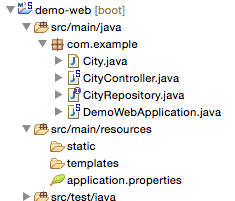 demo-web [boot]
src/main/java
com.example
City.java
CityController.java
CityRepository.java
DemoWebApplication.java
src/main/resources
static
templates
application.properties
src/test/java